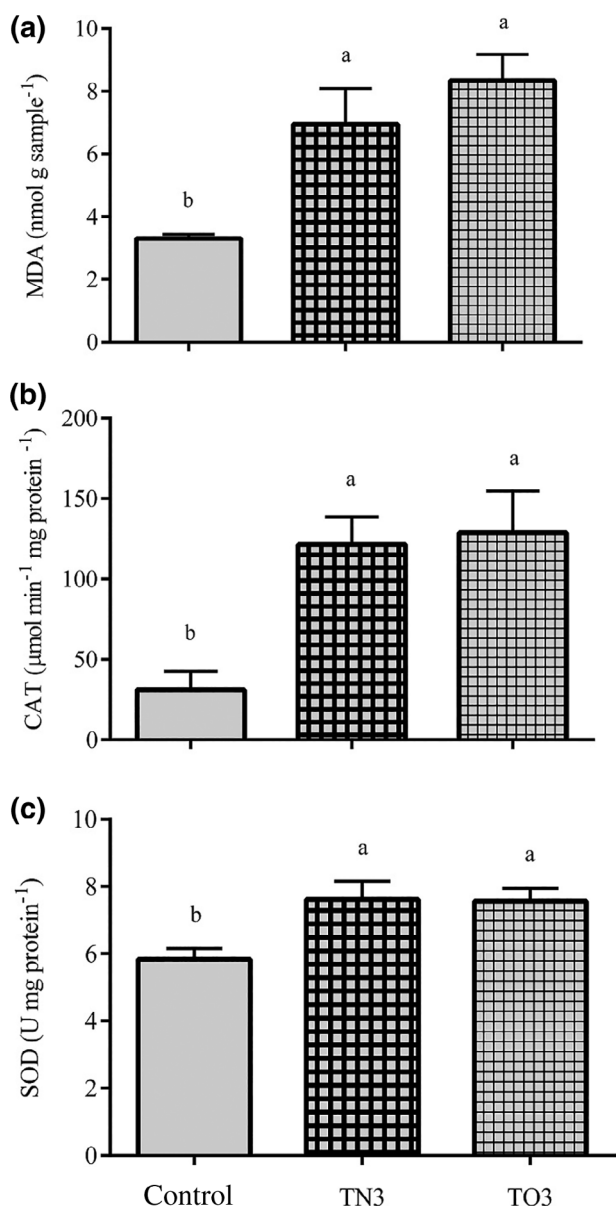 (a)
MDA (nmol g sample⁻¹)
10
8
6
4
2
0
b
a
a
(b)
CAT (μmol min⁻¹ mg protein ⁻¹)
200
150
100
50
0
b
a
a
(c)
SOD (U mg protein⁻¹)
10
8
6
4
2
0
b
a
a
Control TN3 TO3